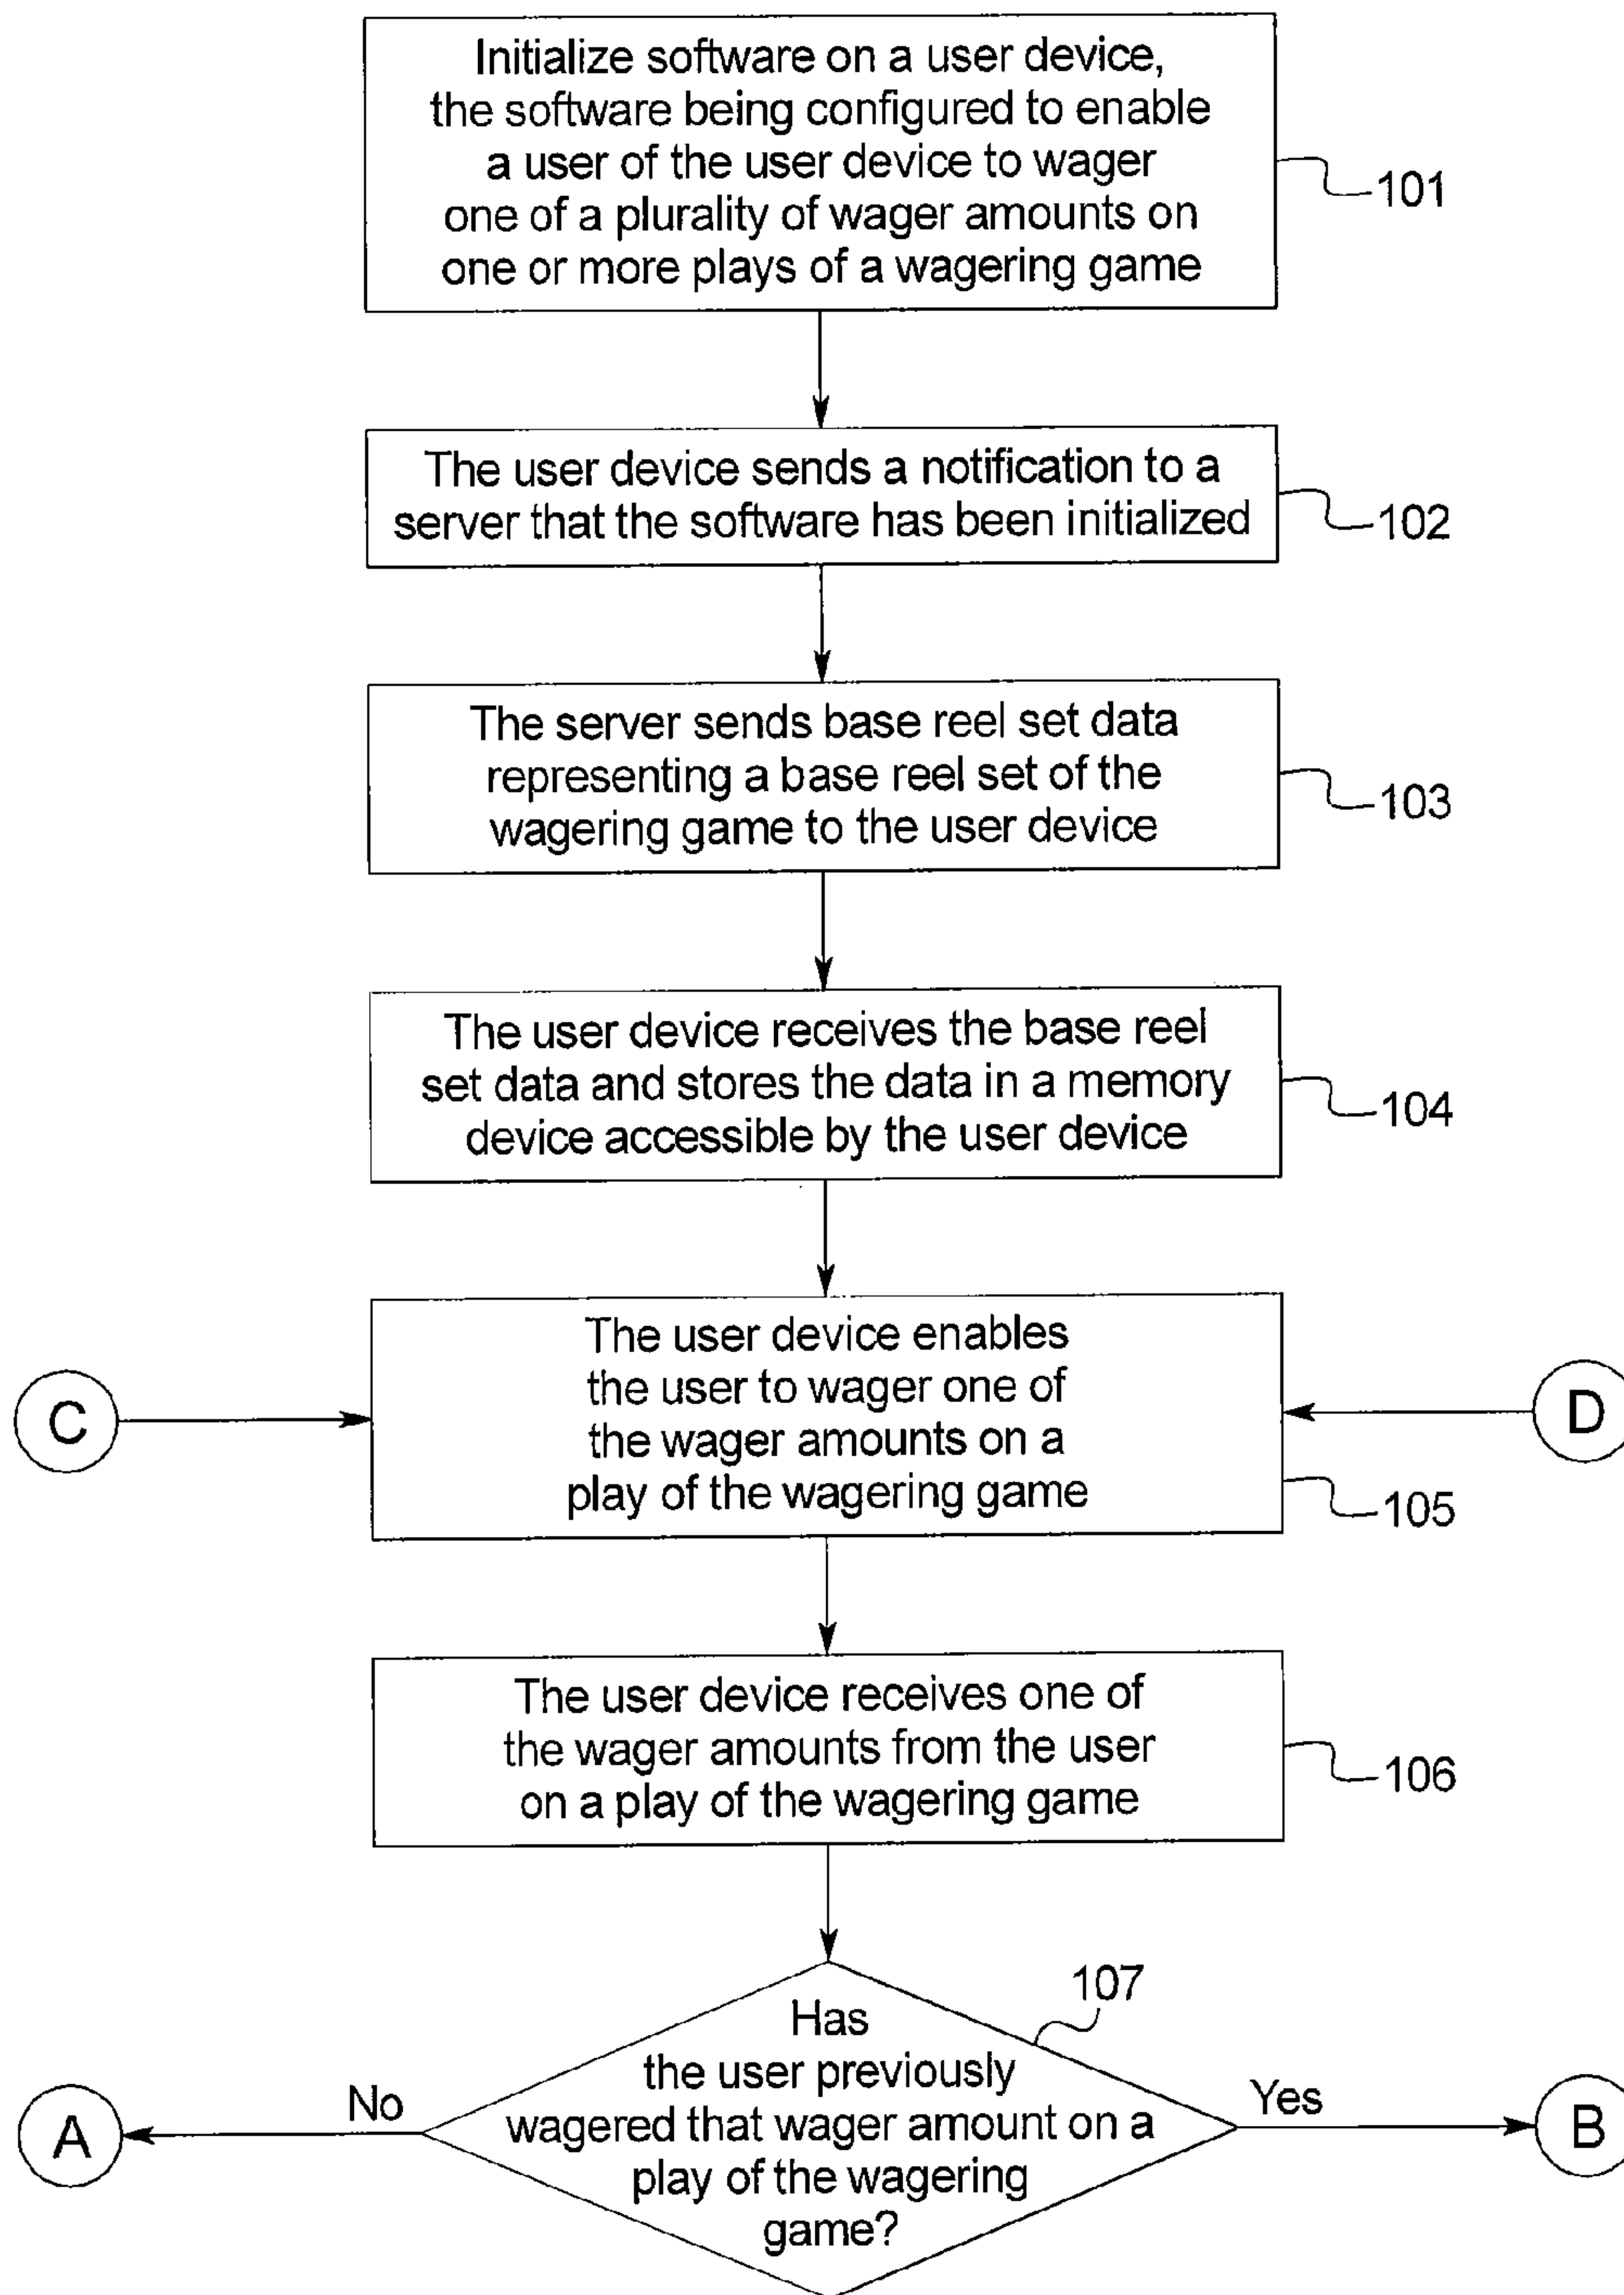 Initialize software on a user device,
the software being configured to enable
a user of the user device to wager
one of a plurality of wager amounts on
one or more plays of a wagering game
101
The user device sends a notification to a
server that the software has been initialized
102
The server sends base reel set data
representing a base reel set of the
wagering game to the user device
103
The user device receives the base reel
set data and stores the data in a memory
device accessible by the user device
104
The user device enables
the user to wager one of
the wager amounts on a
play of the wagering game
C
D
105
The user device receives one of
the wager amounts from the user
on a play of the wagering game
106
107
Has
the user previously
wagered that wager amount on a
play of the wagering
game?
No
A
Yes
B